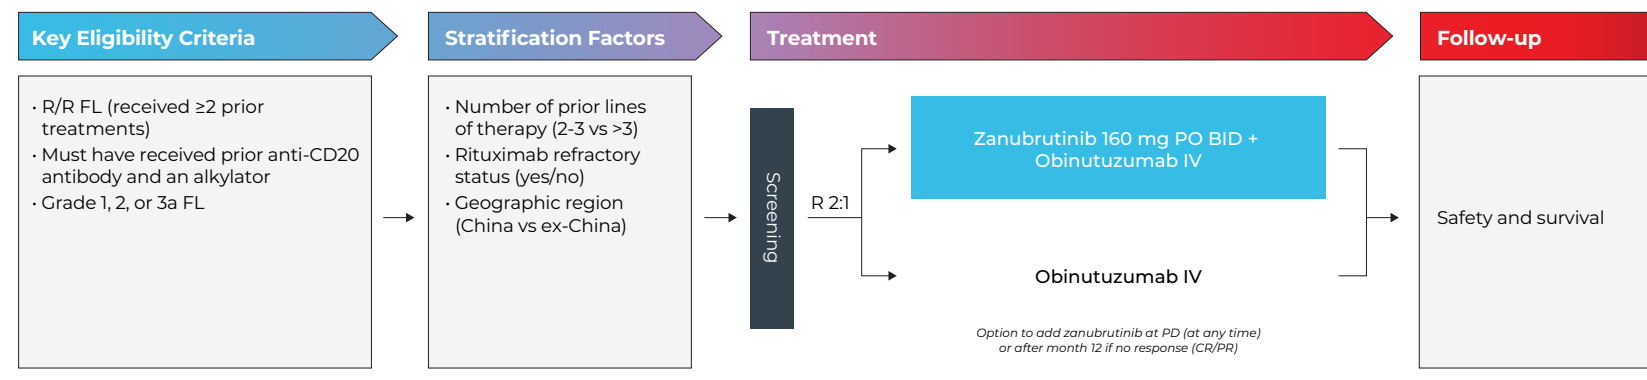 Key Eligibility Criteria
• R/R FL (received ≥2 prior
treatments)
• Must have received prior anti-CD20
antibody and an alkylator
• Grade 1, 2, or 3a FL
Stratification Factors
• Number of prior lines
of therapy (2-3 vs >3)
• Rituximab refractory
status (yes/no)
• Geographic region
(China vs ex-China)
Treatment
Screening
R 2:1
Zanubrutinib 160 mg PO BID +
Obinutuzumab IV
Obinutuzumab IV
Option to add zanubrutinib at PD (at any time)
or after month 12 if no response (CR/PR)
Follow-up
Safety and survival